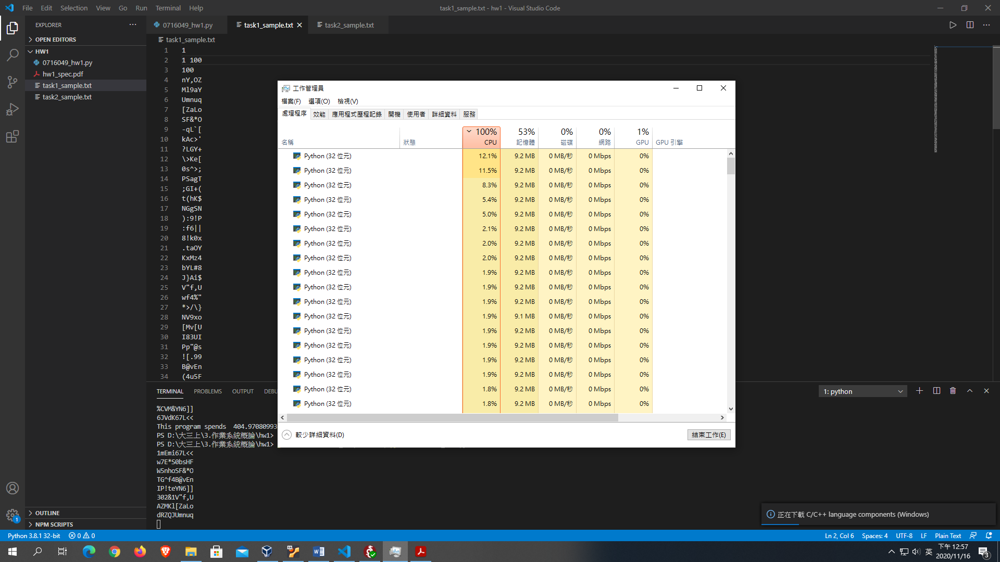 File Edit Selection View Go Run Terminal Help
task1_sample.txt - hw1 - Visual Studio Code
EXPLORER
OPEN EDITORS
HW1
0716049_hw1.py
hw1_spec.pdf
task1_sample.txt
task2_sample.txt
OUTLINE
NPM SCRIPTS
0716049_hw1.py
task1_sample.txt
task2_sample.txt
task1_sample.txt
1 1
2 1 100
3 100
4 nY,OZ
5 Ml9aY
6 Umnuq
7 [ZaLo
8 SF&*O
9 -qL`[
10 kAc>'
11 ?LGY+
12 \>Ke[
13 0s^>;
14 PSagT
15 ;GI+(
16 t(hK$
17 NGgSN
18 ):9!P
19 :f6||
20 8!k0x
21 .taOY
22 KxMz4
23 bYL#8
24 J}Ai$
25 V"f,U
26 wf4%"
27 *>/\}
28 NV9xo
29 [Mv[U
30 I83UI
31 Pp"@s
32 ![.99
33 B@vEn
34 (4u5F
工作管理員
檔案(F) 選項(O) 檢視(V)
處理程序 效能 應用程式歷程記錄 開機 使用者 詳細資料 服務
100% 53% 0% 0% 1%
名稱 狀態 CPU 記憶體 磁碟 網路 GPU GPU 引擎
Python (32 位元) 12.1% 9.2 MB 0 MB/秒 0 Mbps 0%
Python (32 位元) 11.5% 9.2 MB 0 MB/秒 0 Mbps 0%
Python (32 位元) 8.3% 9.2 MB 0 MB/秒 0 Mbps 0%
Python (32 位元) 5.4% 9.2 MB 0 MB/秒 0 Mbps 0%
Python (32 位元) 5.0% 9.2 MB 0 MB/秒 0 Mbps 0%
Python (32 位元) 2.1% 9.2 MB 0 MB/秒 0 Mbps 0%
Python (32 位元) 2.0% 9.2 MB 0 MB/秒 0 Mbps 0%
Python (32 位元) 2.0% 9.2 MB 0 MB/秒 0 Mbps 0%
Python (32 位元) 1.9% 9.2 MB 0 MB/秒 0 Mbps 0%
Python (32 位元) 1.9% 9.2 MB 0 MB/秒 0 Mbps 0%
Python (32 位元) 1.9% 9.2 MB 0 MB/秒 0 Mbps 0%
Python (32 位元) 1.9% 9.1 MB 0 MB/秒 0 Mbps 0%
Python (32 位元) 1.9% 9.2 MB 0 MB/秒 0 Mbps 0%
Python (32 位元) 1.9% 9.2 MB 0 MB/秒 0 Mbps 0%
Python (32 位元) 1.9% 9.2 MB 0 MB/秒 0 Mbps 0%
Python (32 位元) 1.9% 9.2 MB 0 MB/秒 0 Mbps 0%
Python (32 位元) 1.8% 9.2 MB 0 MB/秒 0 Mbps 0%
Python (32 位元) 1.8% 9.2 MB 0 MB/秒 0 Mbps 0%
較少詳細資料(D)
結束工作(E)
TERMINAL PROBLEMS OUTPUT DEBU
1: python
%CVM&YN6]]
6JVdK67L<<
This program spends  404.97080993
PS D:\大三上\3.作業系統概論\hw1>
PS D:\大三上\3.作業系統概論\hw1>
1mEmi67L<<
w7E*S0bsHF
W5nhoSF&*O
TG^f4B@vEn
IP!teYN6]]
302&1V"f,U
AZMKl[ZaLo
dRZQJUmnuq
正在下載 C/C++ language components (Windows)
1
Python 3.8.1 32-bit 0 0
Ln 2, Col 6 Spaces: 4 UTF-8 LF Plain Text
英
下午 12:57
2020/11/16
3